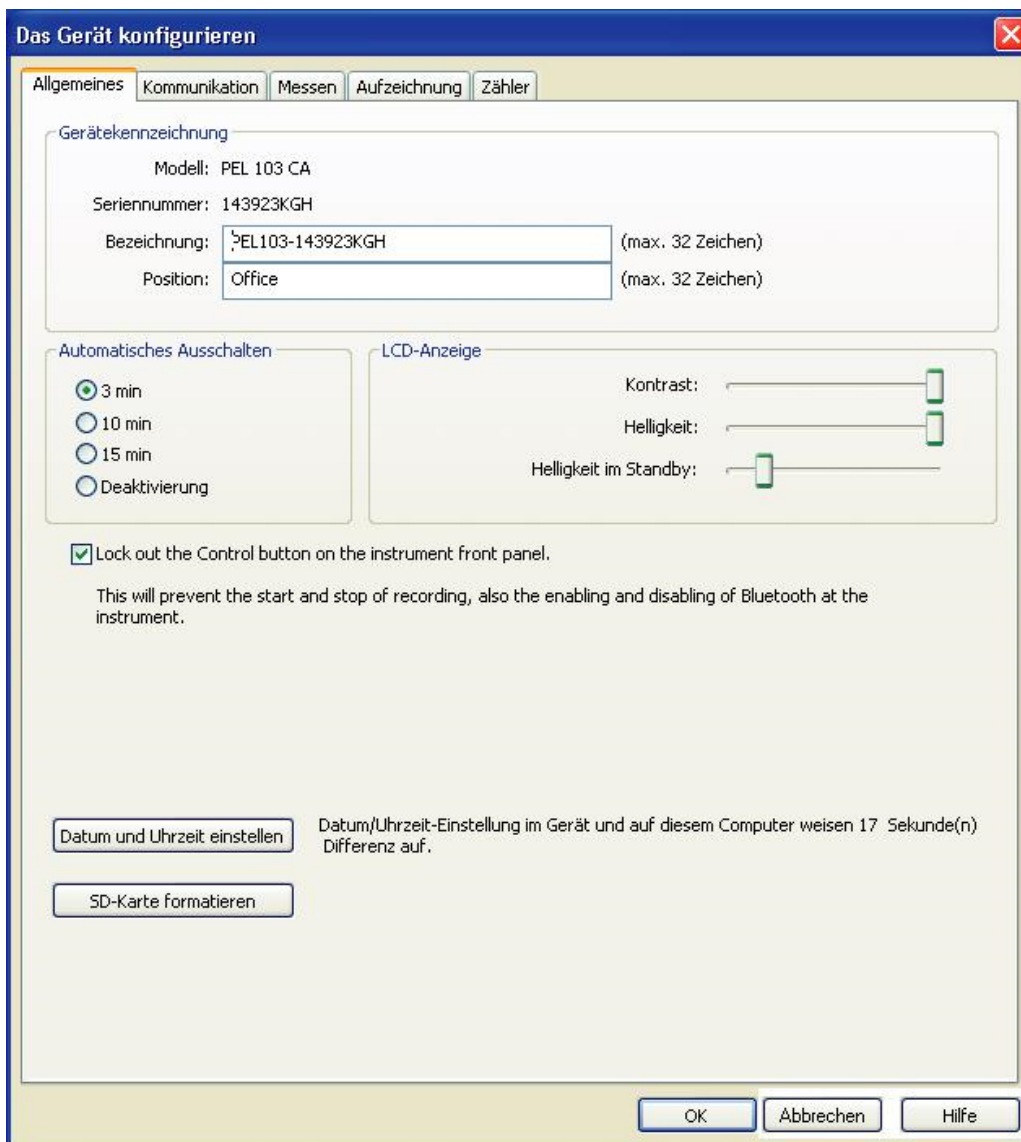 Das Gerät konfigurieren
Allgemeines Kommunikation Messen Aufzeichnung Zähler
Gerätekennzeichnung
Modell: PEL 103 CA
Seriennummer: 143923KGH
Bezeichnung: PEL103-143923KGH (max. 32 Zeichen)
Position: Office (max. 32 Zeichen)
Automatisches Ausschalten
3 min
10 min
15 min
Deaktivierung
LCD-Anzeige
Kontrast:
Helligkeit:
Helligkeit im Standby:
Lock out the Control button on the instrument front panel.
This will prevent the start and stop of recording, also the enabling and disabling of Bluetooth at the
instrument.
Datum und Uhrzeit einstellen
Datum/Uhrzeit-Einstellung im Gerät und auf diesem Computer weisen 17 Sekunde(n)
Differenz auf.
SD-Karte formatieren
OK Abbrechen Hilfe